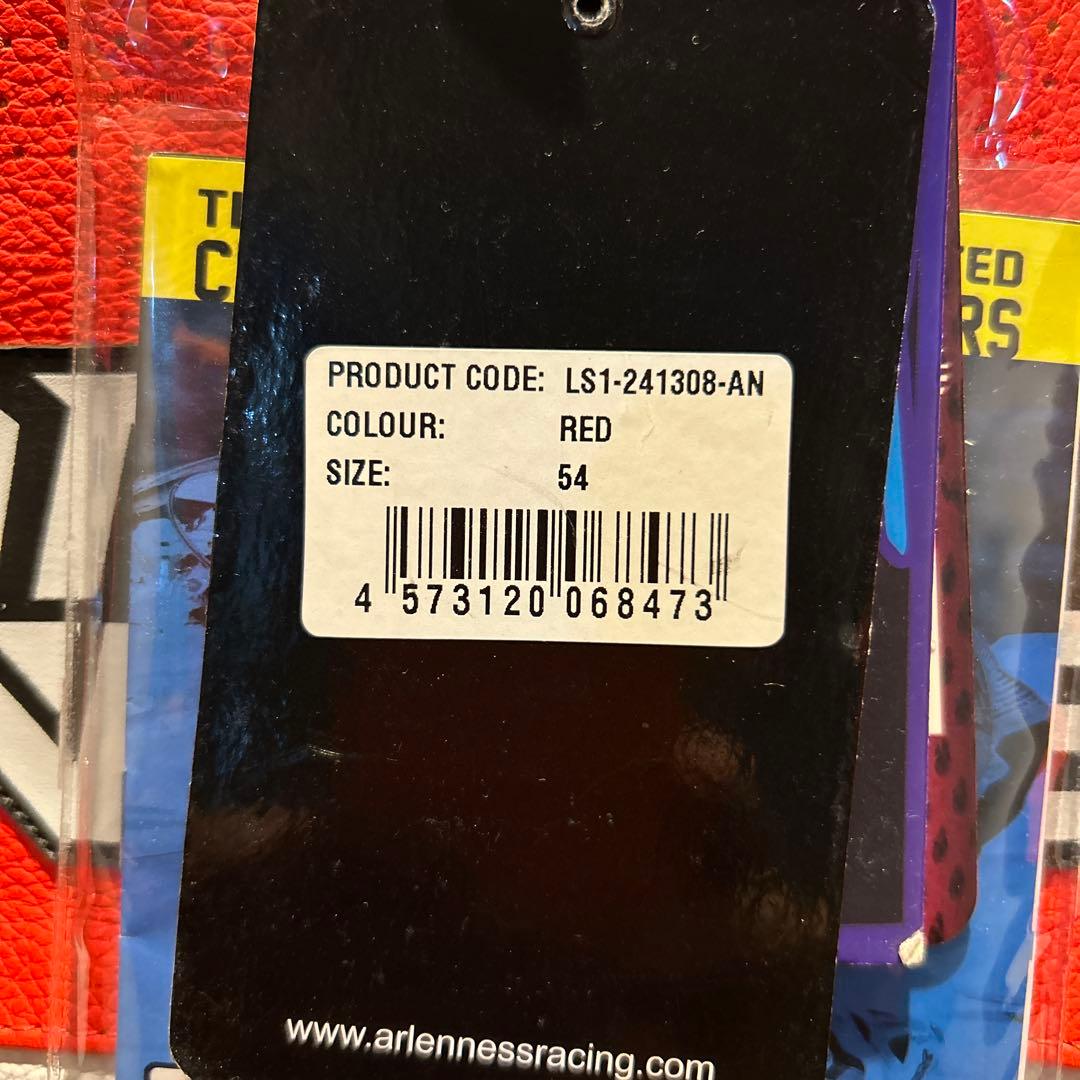 PRODUCT CODE: LS1-241308-AN
COLOUR: RED
SIZE: 54
4 573120 068473
www.arlennessracing.com